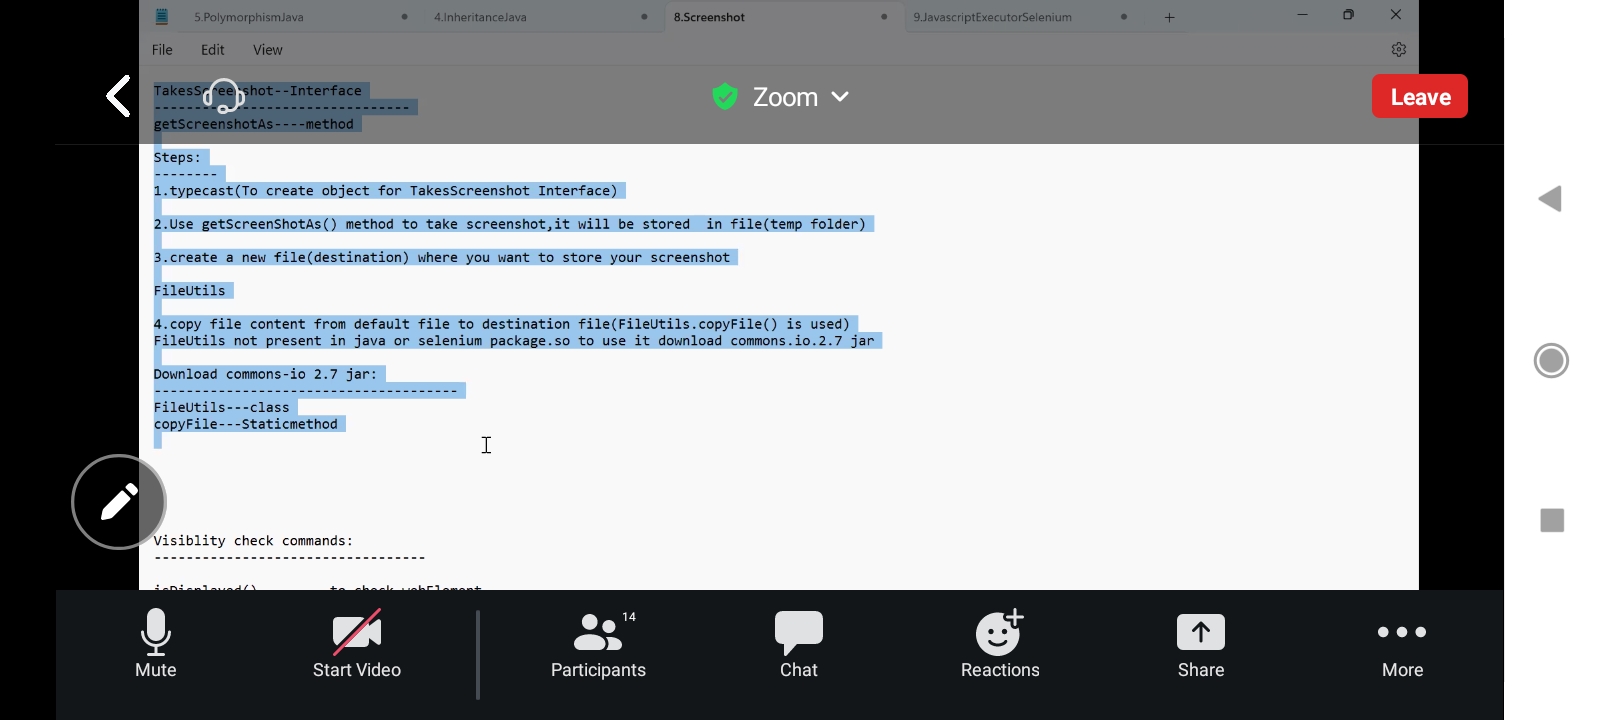 5.PolymorphismJava
4.InheritanceJava
8.Screenshot
9.JavascriptExecutorSelenium
File Edit View
Zoom
Leave
TakesScreenshot--Interface
--------------------------------
getScreenshotAs----method
Steps:
--------
1.typecast(To create object for TakesScreenshot Interface)
2.Use getScreenShotAs() method to take screenshot,it will be stored  in file(temp folder)
3.create a new file(destination) where you want to store your screenshot
FileUtils
4.copy file content from default file to destination file(FileUtils.copyFile() is used)
FileUtils not present in java or selenium package.so to use it download commons.io.2.7 jar
Download commons-io 2.7 jar:
--------------------------------------
FileUtils---class
copyFile---Staticmethod
Visiblity check commands:
----------------------------------
isDisplayed()---------to check webElement
Mute
Start Video
14
Participants
Chat
Reactions
Share
More